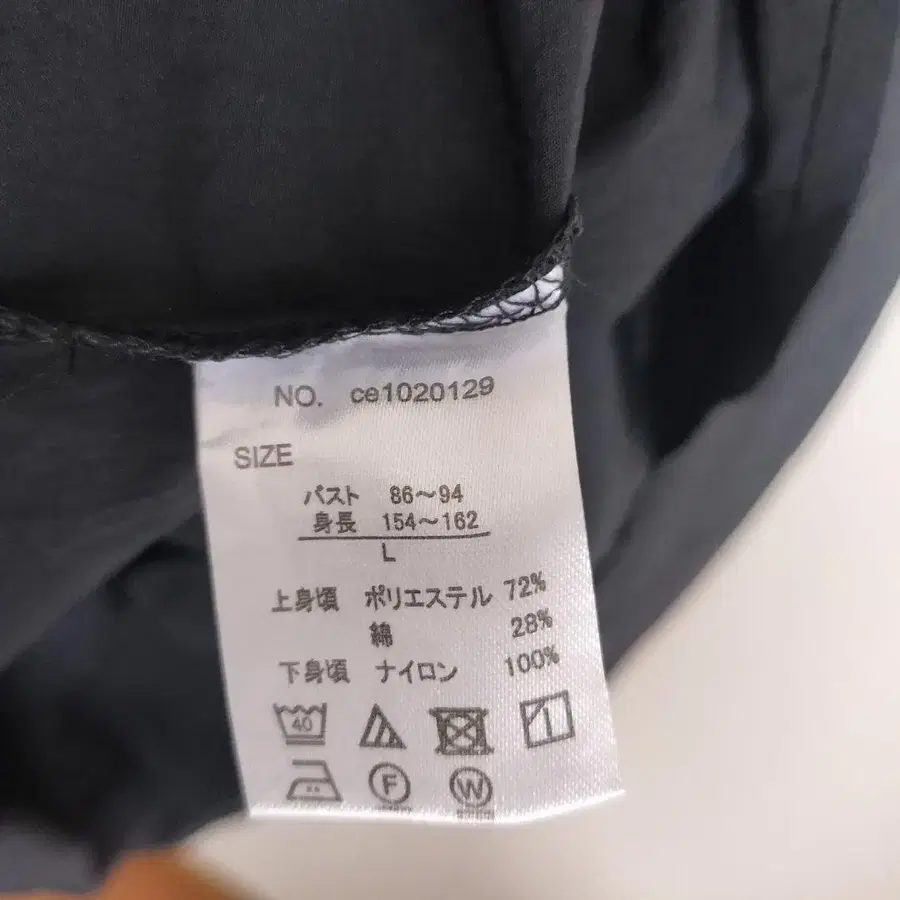 NO. ce1020129
SIZE
バスト 86～94
身長 154～162
L
上身頃 ポリエステル 72%
綿 28%
下身頃 ナイロン 100%
40
F
W